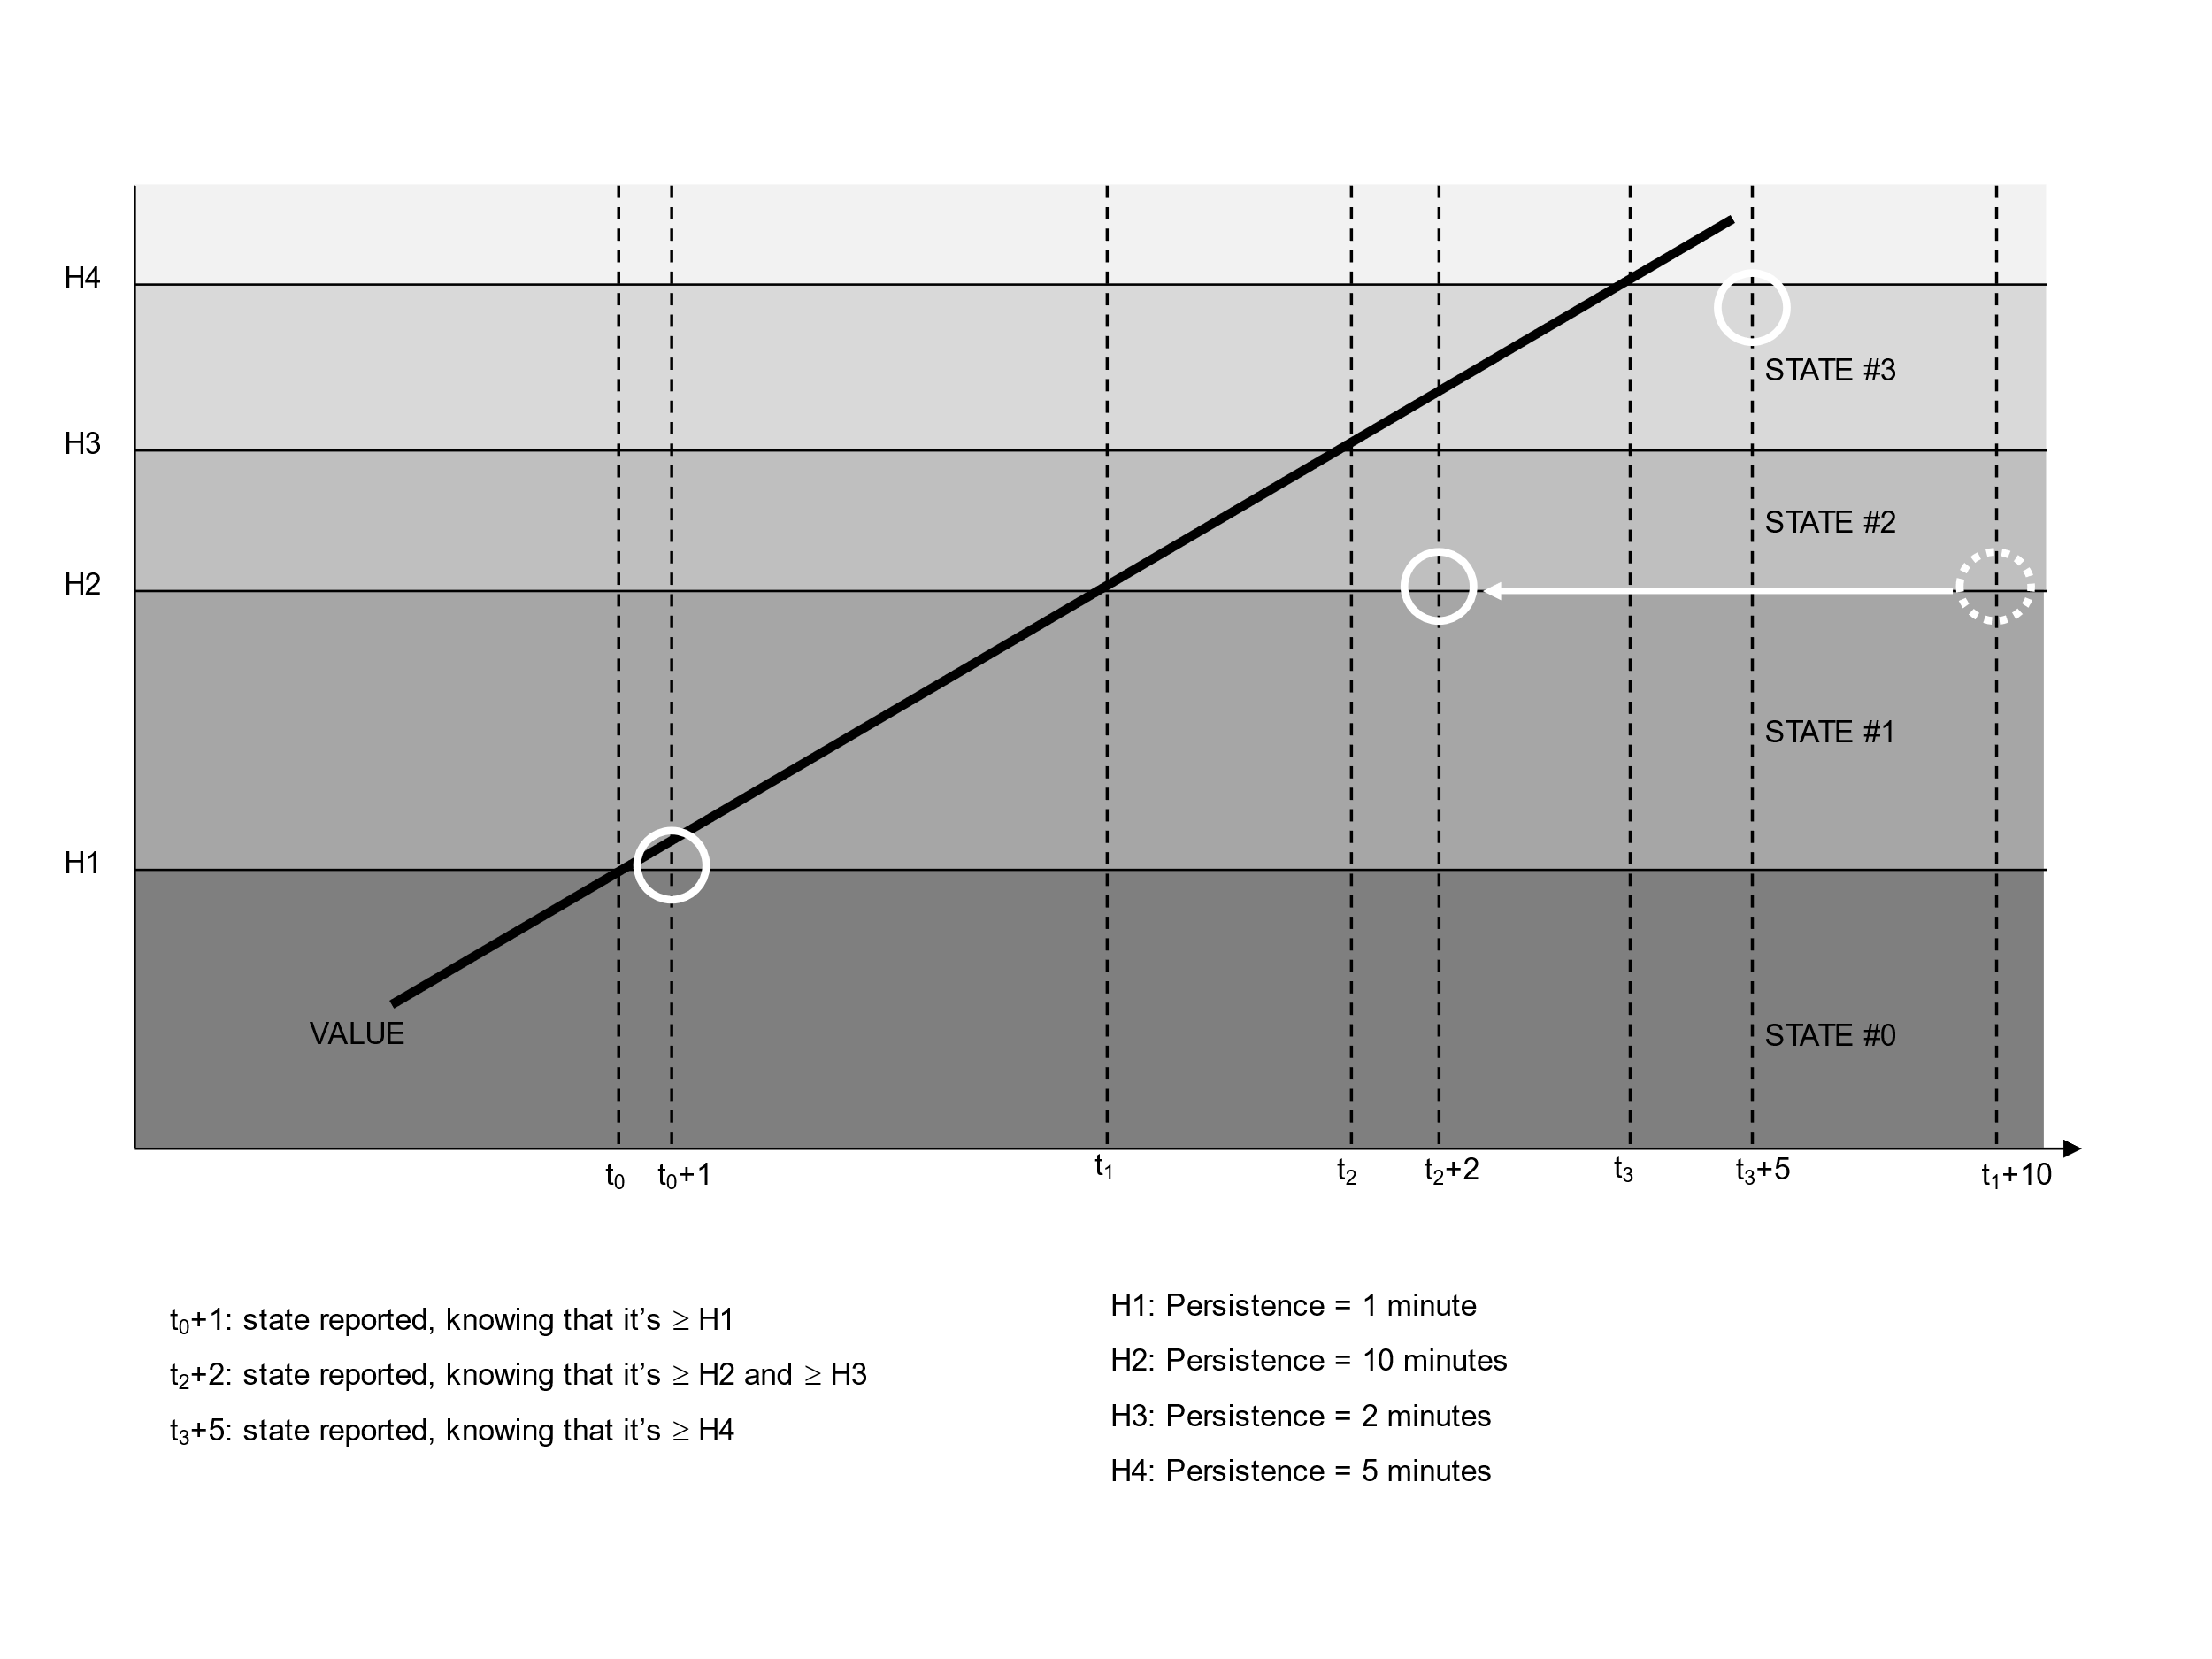 H4
STATE #3
H3
STATE #2
H2
STATE #1
H1
VALUE
STATE #0
t₀ t₀+1 t₁ t₂ t₂+2 t₃ t₃+5 t₁+10
t₀+1: state reported, knowing that it’s ≥ H1
t₂+2: state reported, knowing that it’s ≥ H2 and ≥ H3
t₃+5: state reported, knowing that it’s ≥ H4
H1: Persistence = 1 minute
H2: Persistence = 10 minutes
H3: Persistence = 2 minutes
H4: Persistence = 5 minutes